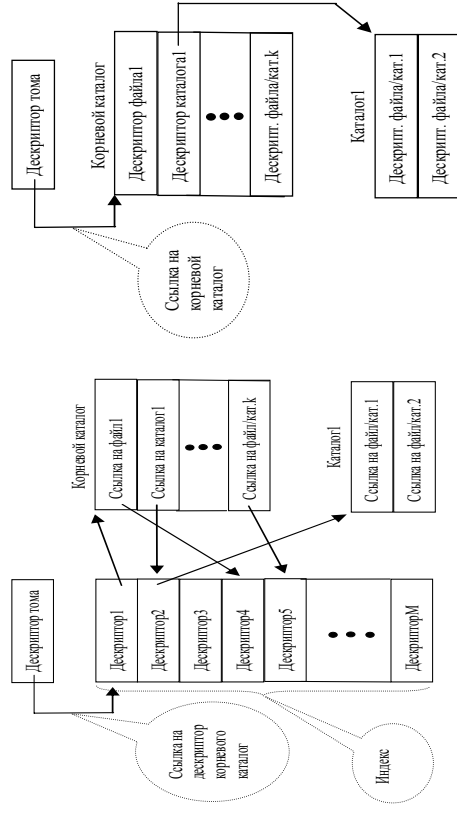 Дескриптор тома
Ссылка на
дескриптор
корневого
каталог
Индекс
Дескриптор1
Дескриптор2
Дескриптор3
Дескриптор4
Дескриптор5
ДескрипторМ
Корневой каталог
Ссылка на файл1
Ссылка на каталог1
Ссылка на файл/кат.k
Каталог1
Ссылка на файл/кат.1
Ссылка на файл/кат.2
Дескриптор тома
Ссылка на
корневой
каталог
Корневой каталог
Дескриптор файла1
Дескриптор каталога1
Дескрипт. файла/кат.k
Каталог1
Дескрипт. файла/кат.1
Дескрипт. файла/кат.2